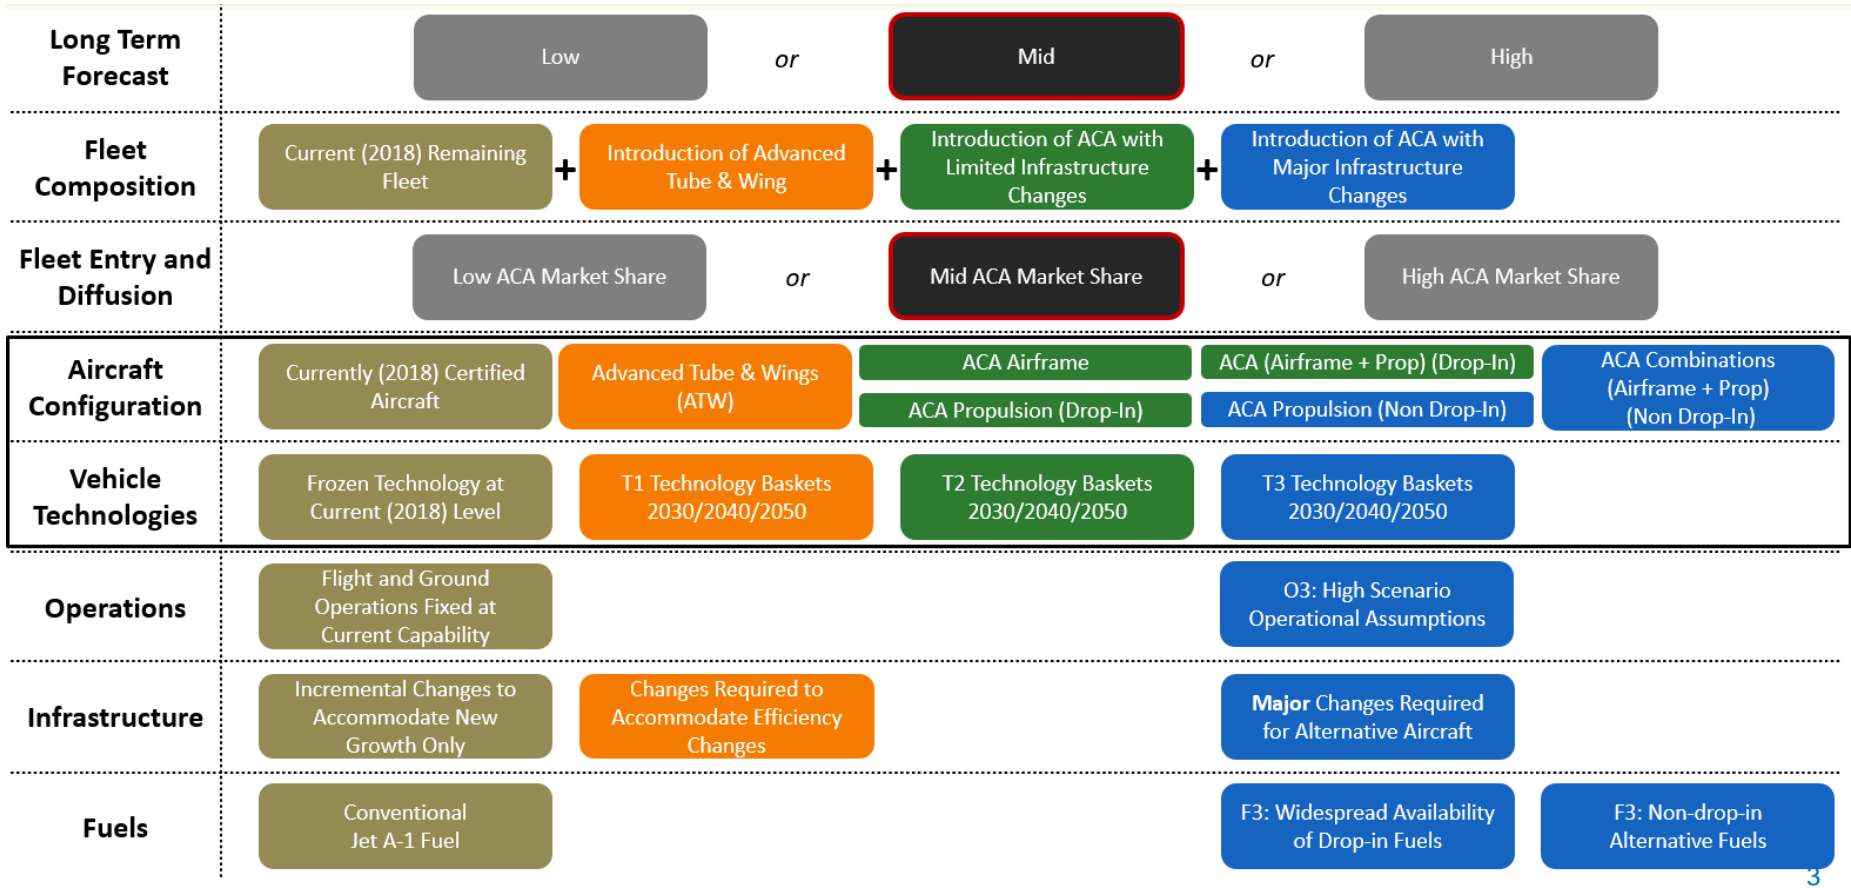 Long Term
Forecast
Low
or
Mid
or
High
Fleet
Composition
Current (2018) Remaining
Fleet
+
Introduction of Advanced
Tube & Wing
+
Introduction of ACA with
Limited Infrastructure
Changes
+
Introduction of ACA with
Major Infrastructure
Changes
Fleet Entry and
Diffusion
Low ACA Market Share
or
Mid ACA Market Share
or
High ACA Market Share
Aircraft
Configuration
Currently (2018) Certified
Aircraft
Advanced Tube & Wings
(ATW)
ACA Airframe
ACA Propulsion (Drop-In)
ACA (Airframe + Prop) (Drop-In)
ACA Propulsion (Non Drop-In)
ACA Combinations
(Airframe + Prop)
(Non Drop-In)
Vehicle
Technologies
Frozen Technology at
Current (2018) Level
T1 Technology Baskets
2030/2040/2050
T2 Technology Baskets
2030/2040/2050
T3 Technology Baskets
2030/2040/2050
Operations
Flight and Ground
Operations Fixed at
Current Capability
O3: High Scenario
Operational Assumptions
Infrastructure
Incremental Changes to
Accommodate New
Growth Only
Changes Required to
Accommodate Efficiency
Changes
Major Changes Required
for Alternative Aircraft
Fuels
Conventional
Jet A-1 Fuel
F3: Widespread Availability
of Drop-in Fuels
F3: Non-drop-in
Alternative Fuels
3